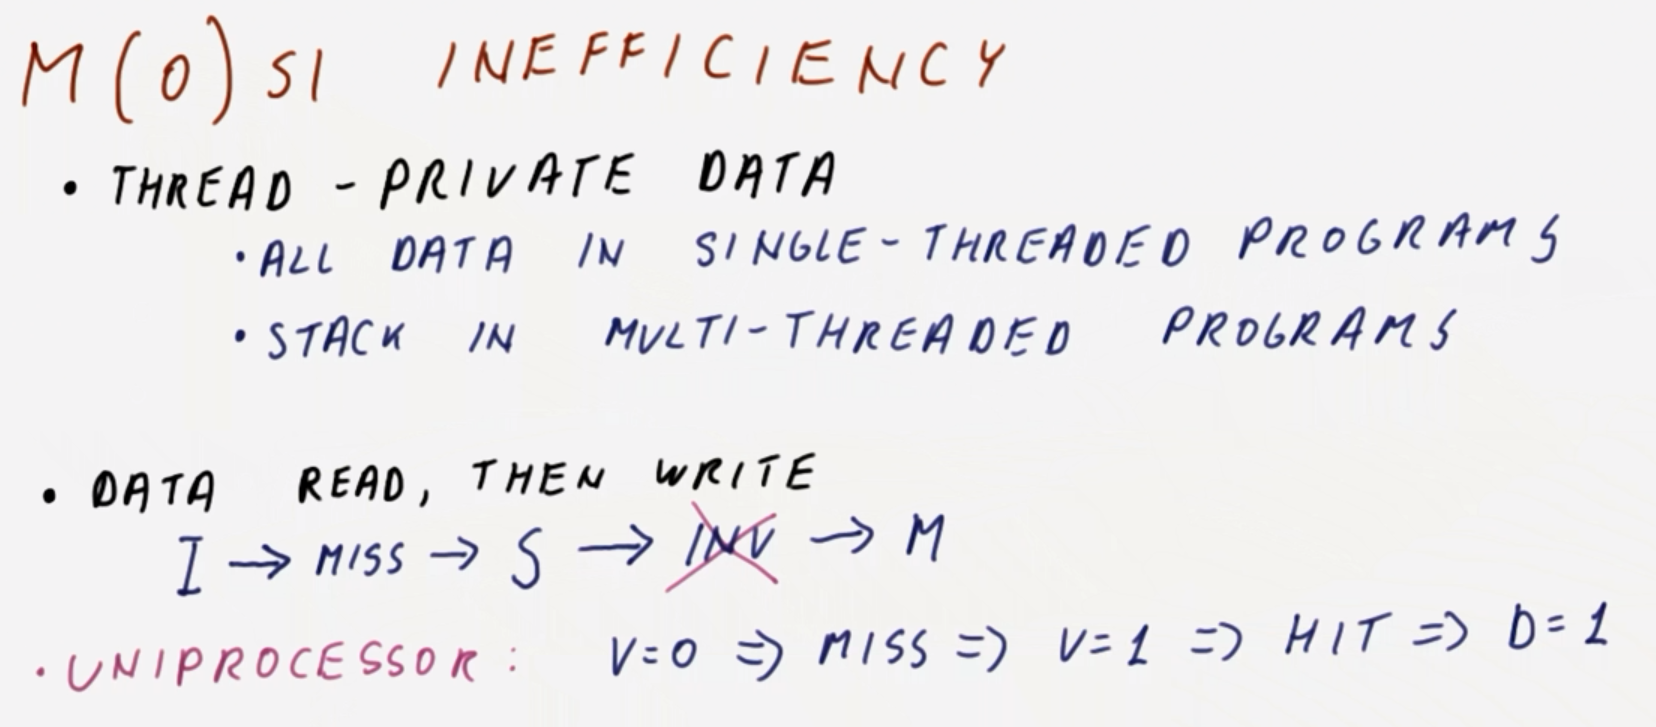 M(O)SI INEFFICIENCY
• THREAD - PRIVATE DATA
• ALL DATA IN SINGLE - THREADED PROGRAMS
• STACK IN MULTI - THREADED PROGRAMS
• DATA READ, THEN WRITE
I → MISS → S → INV → M
• UNIPROCESSOR : V=0 ⇒ MISS ⇒ V=1 ⇒ HIT ⇒ D=1